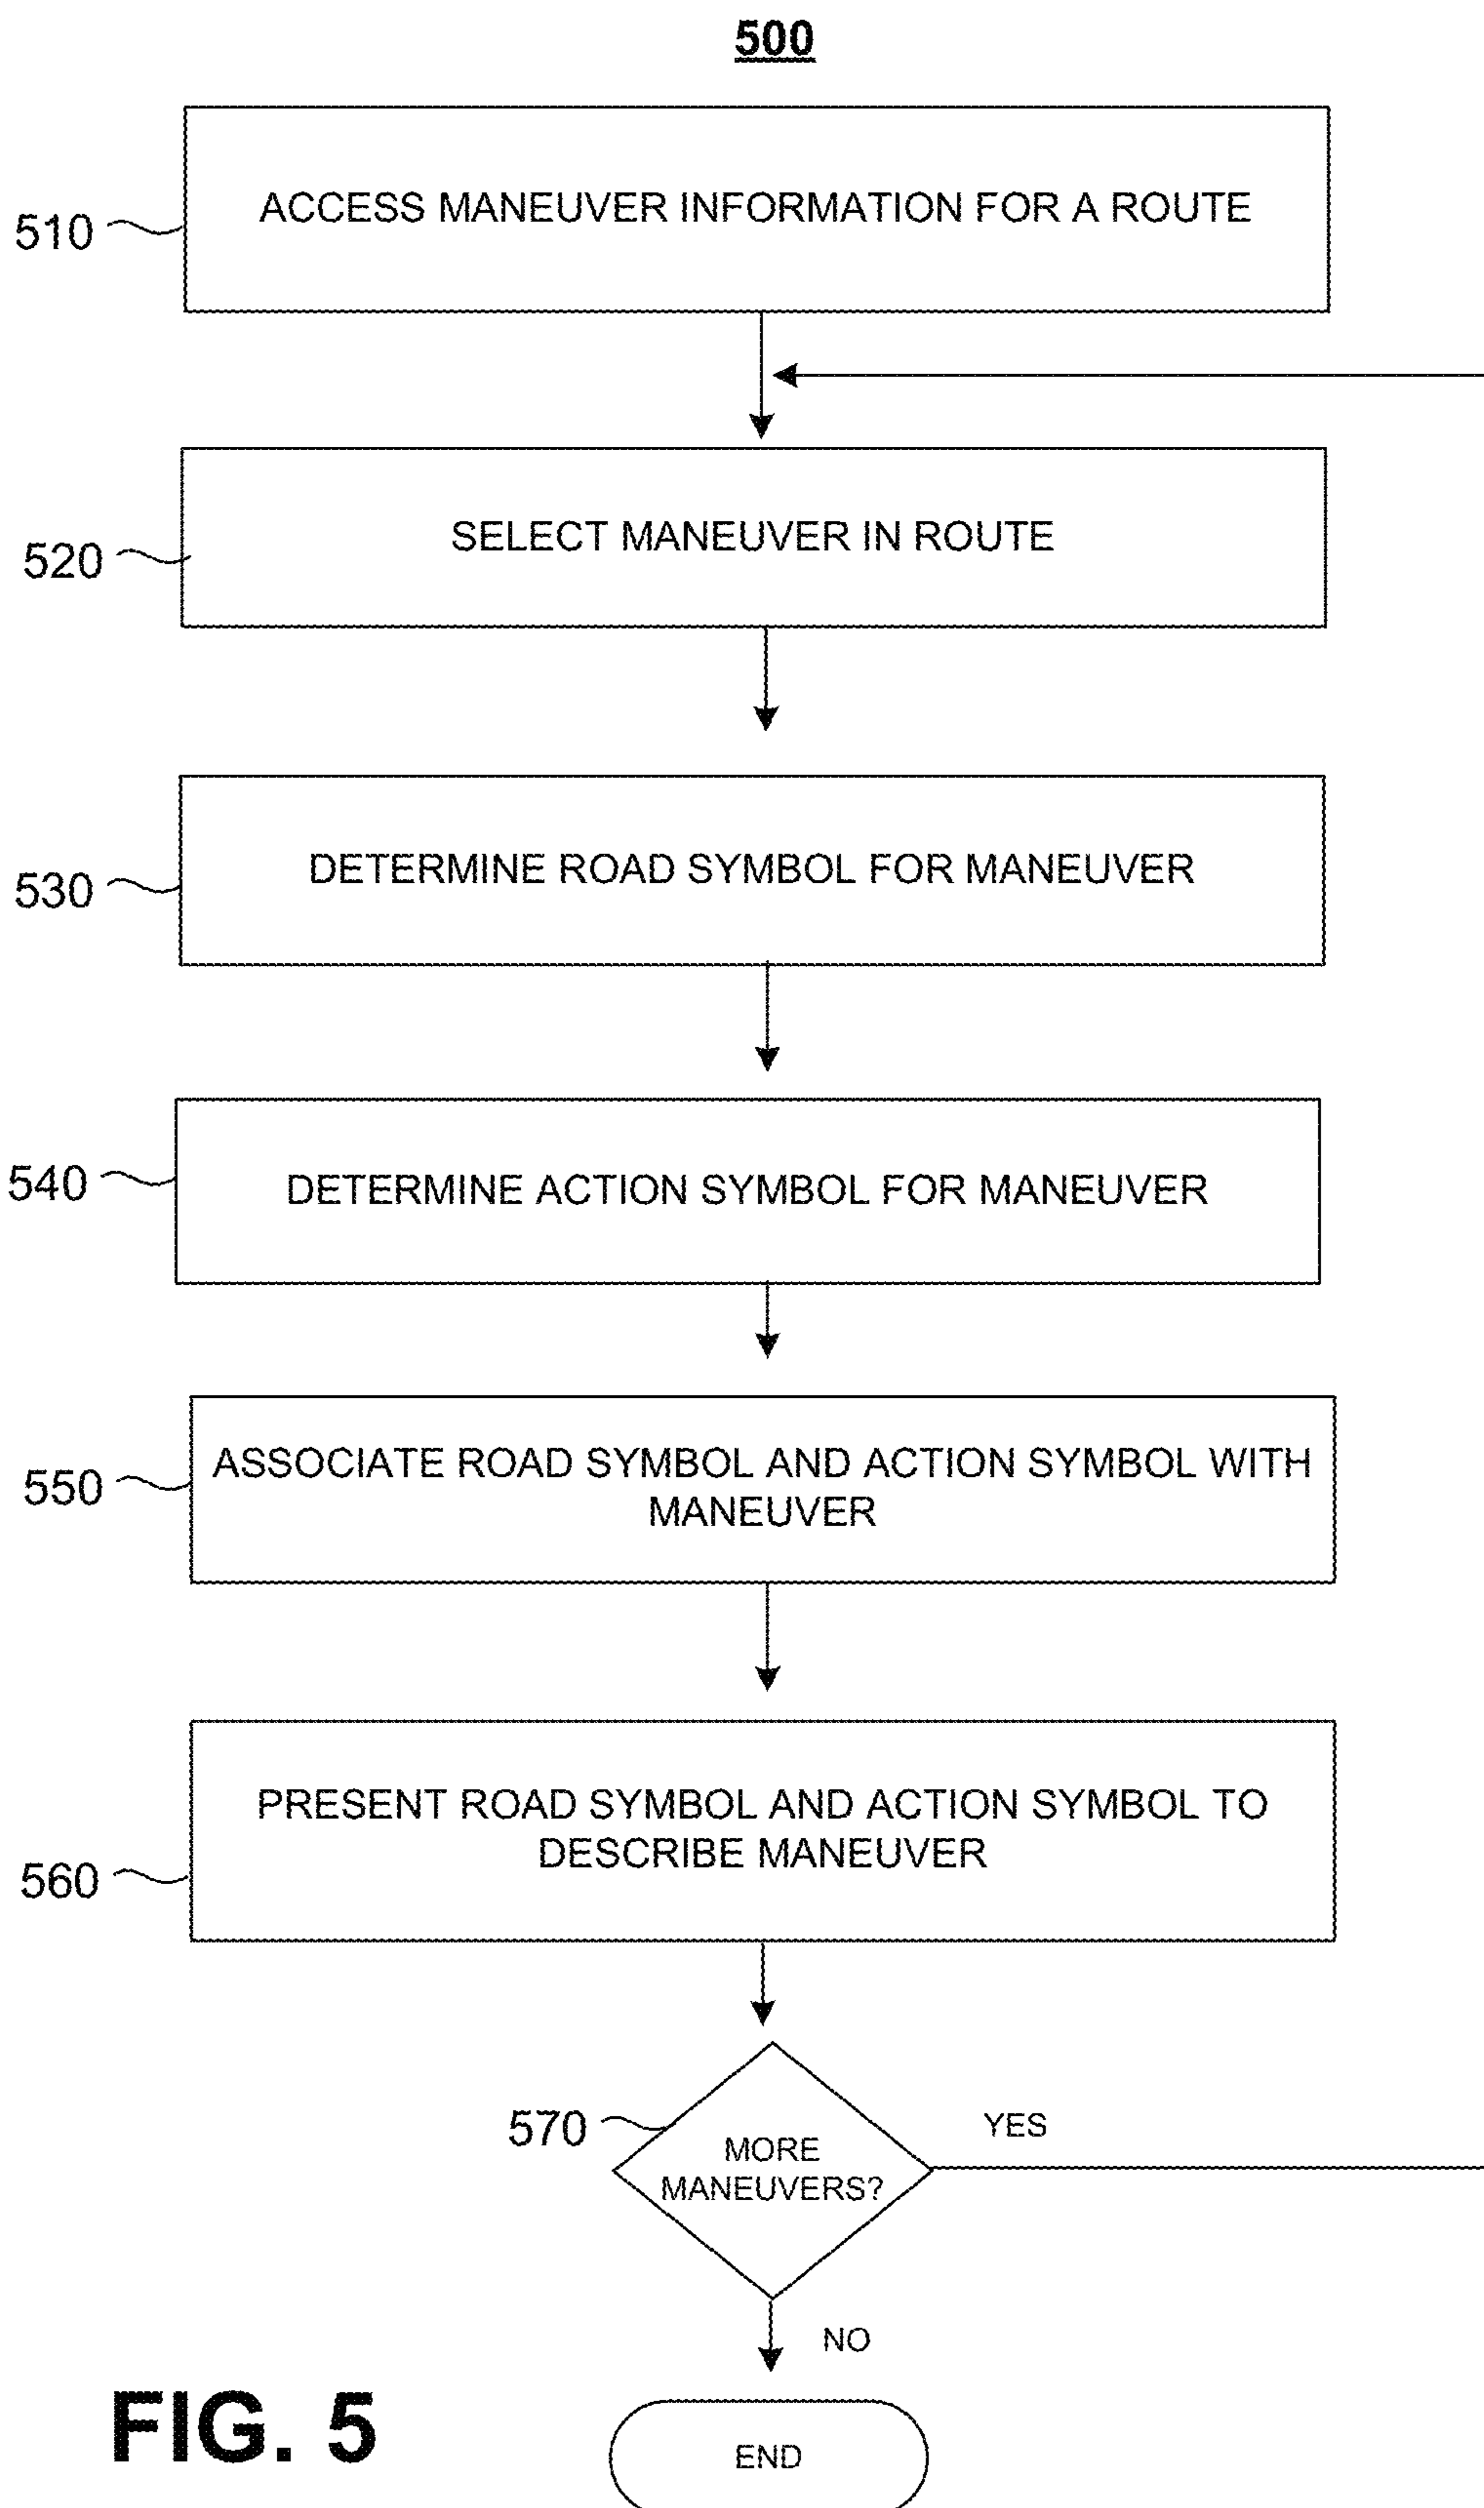 500
ACCESS MANEUVER INFORMATION FOR A ROUTE
510
SELECT MANEUVER IN ROUTE
520
DETERMINE ROAD SYMBOL FOR MANEUVER
530
DETERMINE ACTION SYMBOL FOR MANEUVER
540
ASSOCIATE ROAD SYMBOL AND ACTION SYMBOL WITH
MANEUVER
550
PRESENT ROAD SYMBOL AND ACTION SYMBOL TO
DESCRIBE MANEUVER
560
570
MORE
MANEUVERS?
YES
NO
END
FIG. 5